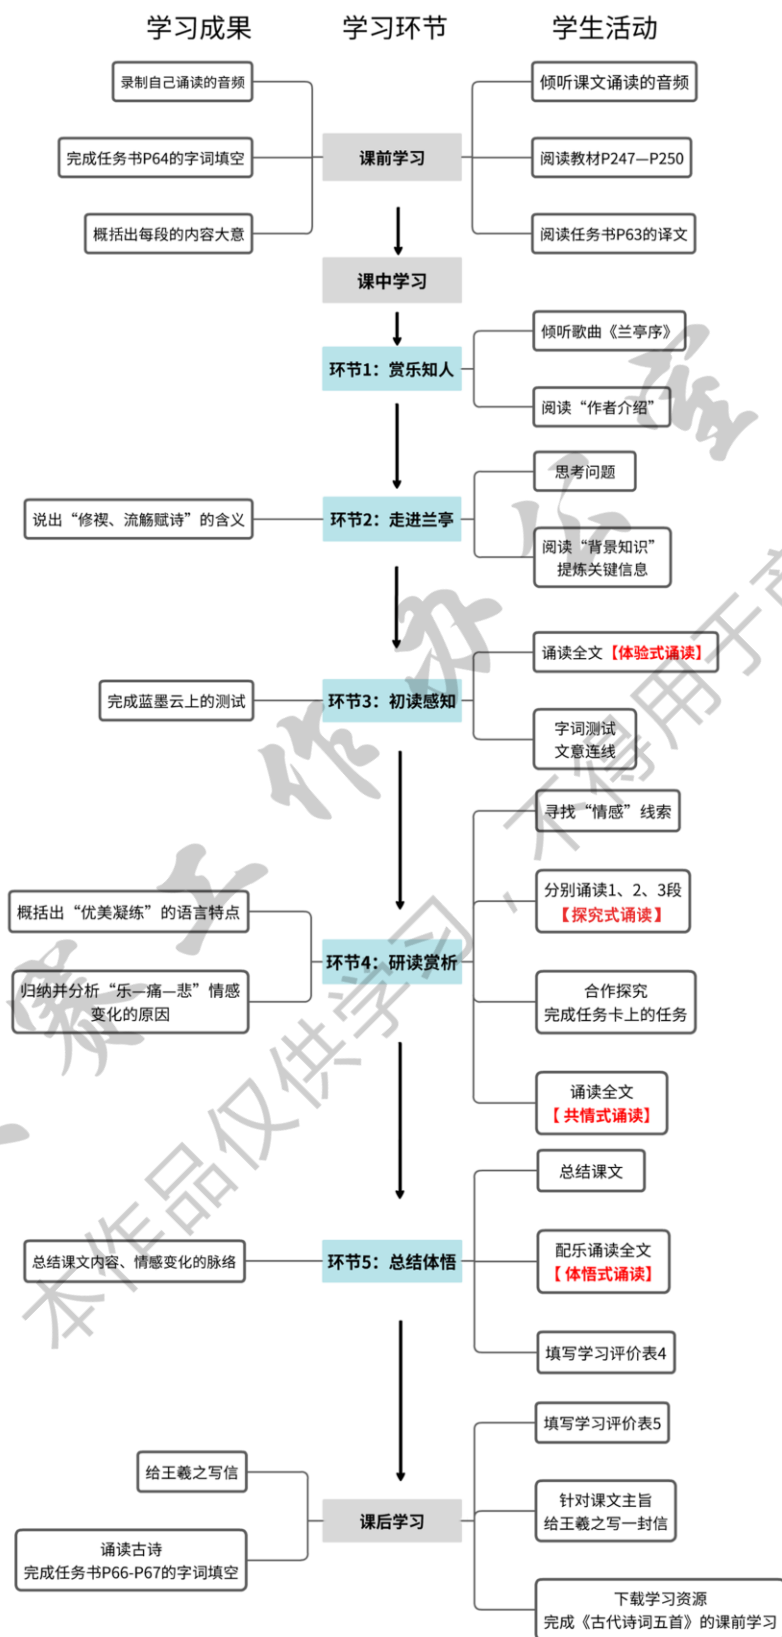 学习成果 学习环节 学生活动
录制自己诵读的音频
完成任务书P64的字词填空
概括出每段的内容大意
课前学习
倾听课文诵读的音频
阅读教材P247—P250
阅读任务书P63的译文
课中学习
环节1：赏乐知人
倾听歌曲《兰亭序》
阅读“作者介绍”
说出“修禊、流觞赋诗”的含义
环节2：走进兰亭
思考问题
阅读“背景知识”
提炼关键信息
完成蓝墨云上的测试
环节3：初读感知
诵读全文【体验式诵读】
字词测试
文意连线
概括出“优美凝练”的语言特点
归纳并分析“乐—痛—悲”情感
变化的原因
环节4：研读赏析
寻找“情感”线索
分别诵读1、2、3段
【探究式诵读】
合作探究
完成任务卡上的任务
诵读全文
【 共情式诵读】
总结课文内容、情感变化的脉络
环节5：总结体悟
总结课文
配乐诵读全文
【 体悟式诵读】
填写学习评价表4
给王羲之写信
诵读古诗
完成任务书P66-P67的字词填空
课后学习
填写学习评价表5
针对课文主旨
给王羲之写一封信
下载学习资源
完成《古代诗词五首》的课前学习
赛工作办公室
本作品仅供学习，不得用于商